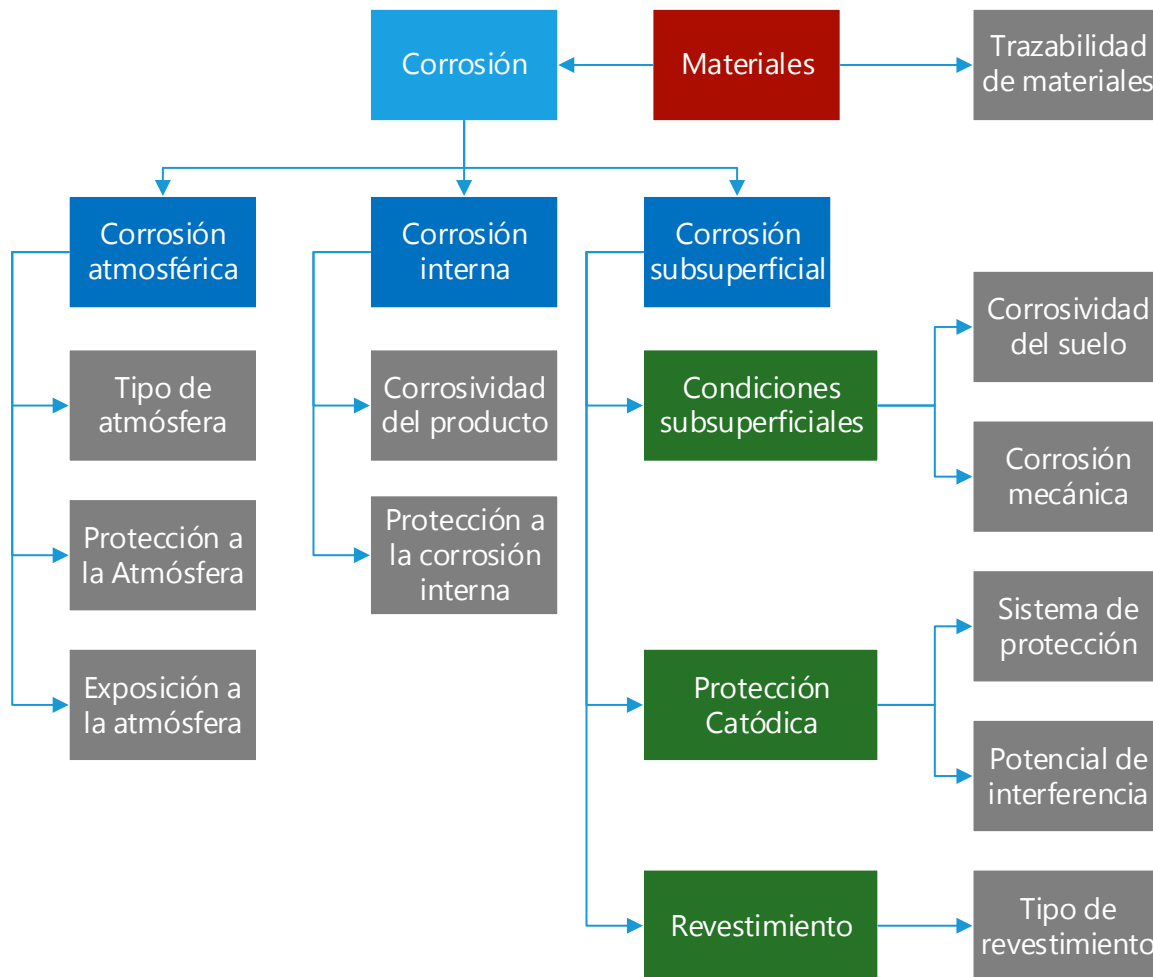 Corrosión
Materiales
Trazabilidad
de materiales
Corrosión
atmosférica
Corrosión
interna
Corrosión
subsuperficial
Tipo de
atmósfera
Protección a
la Atmósfera
Exposición a
la atmósfera
Corrosividad
del producto
Protección a
la corrosión
interna
Condiciones
subsuperficiales
Corrosividad
del suelo
Corrosión
mecánica
Protección
Catódica
Sistema de
protección
Potencial de
interferencia
Revestimiento
Tipo de
revestimiento